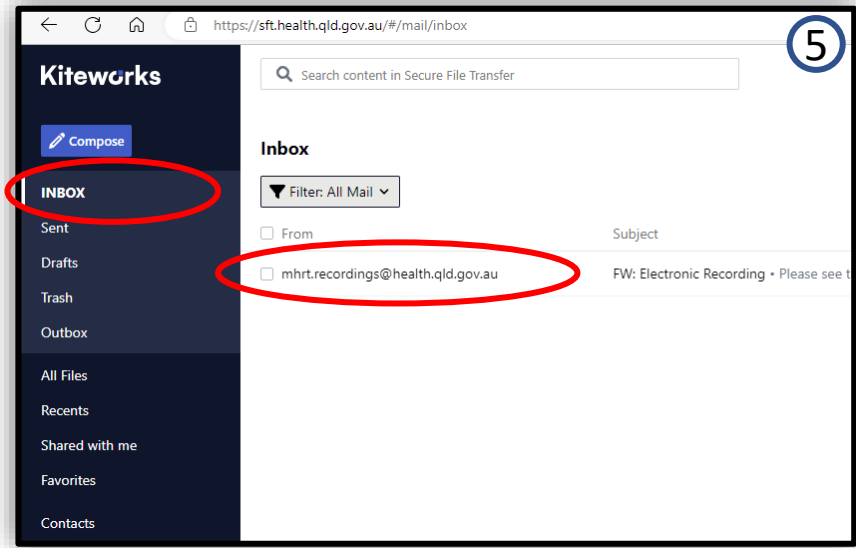 https://sft.health.qld.gov.au/#/mail/inbox
5
Kiteworks
Search content in Secure File Transfer
Compose
Inbox
INBOX
Filter: All Mail
Sent
From Subject
Drafts
mhrt.recordings@health.qld.gov.au FW: Electronic Recording • Please see t
Trash
Outbox
All Files
Recents
Shared with me
Favorites
Contacts